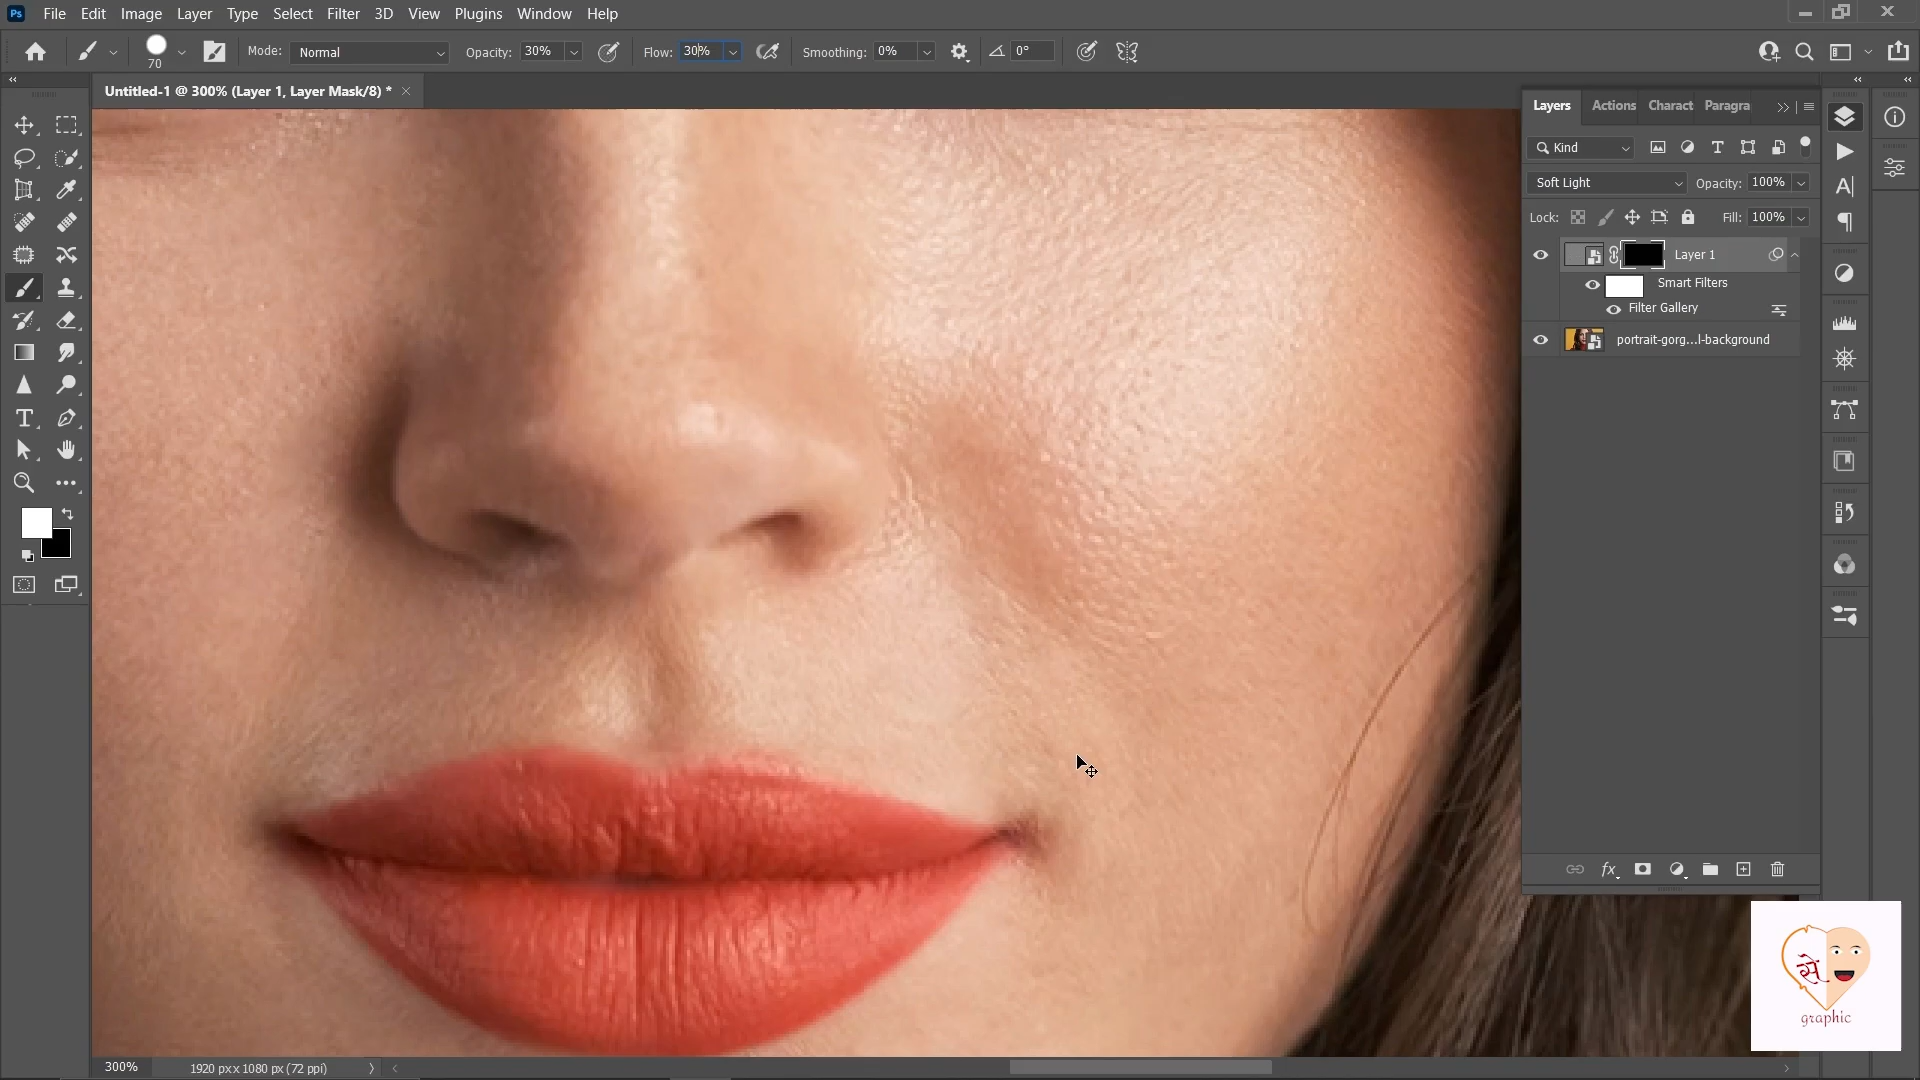 Ps File Edit Image Layer Type Select Filter 3D View Plugins Window Help
70 Mode: Normal Opacity: 30% Flow: 30% Smoothing: 0% 0°
Untitled-1 @ 300% (Layer 1, Layer Mask/8) *
Layers Actions Charact Paragra
Kind
Soft Light Opacity: 100%
Lock: Fill: 100%
Layer 1
Smart Filters
Filter Gallery
portrait-gorg...l-background
fx
से
graphic
300% 1920 px x 1080 px (72 ppi)